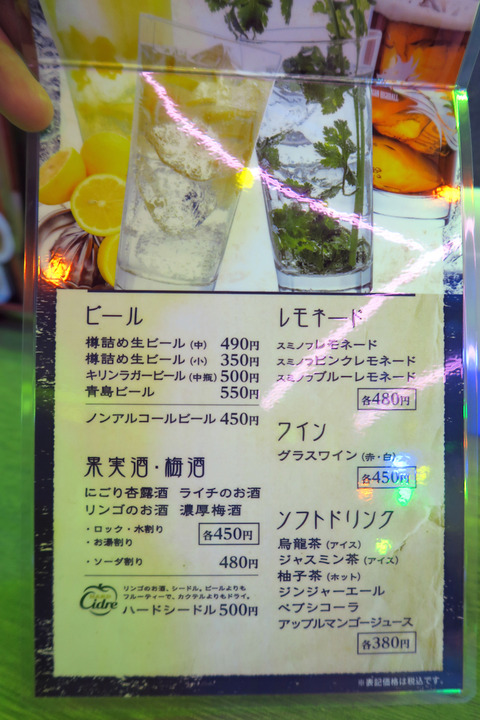 ビール
樽詰め生ビール(中) 490円
樽詰め生ビール(小) 350円
キリンラガービール(中瓶) 500円
青島ビール 550円
ノンアルコールビール 450円
果実酒・梅酒
にごり杏露酒 ライチのお酒
リンゴのお酒 濃厚梅酒
・ロック・水割り
・お湯割り
各450円
・ソーダ割り 480円
Cidre
リンゴのお酒、シードル。ビールよりも
フルーティーで、カクテルよりもドライ。
ハードシードル 500円
レモネード
スミノフレモネード
スミノフピンクレモネード
スミノフブルーレモネード
各480円
ワイン
グラスワイン(赤・白)
各450円
ソフトドリンク
烏龍茶(アイス)
ジャスミン茶(アイス)
柚子茶(ホット)
ジンジャーエール
ペプシコーラ
アップルマンゴージュース
各380円
※表記価格は税込です。